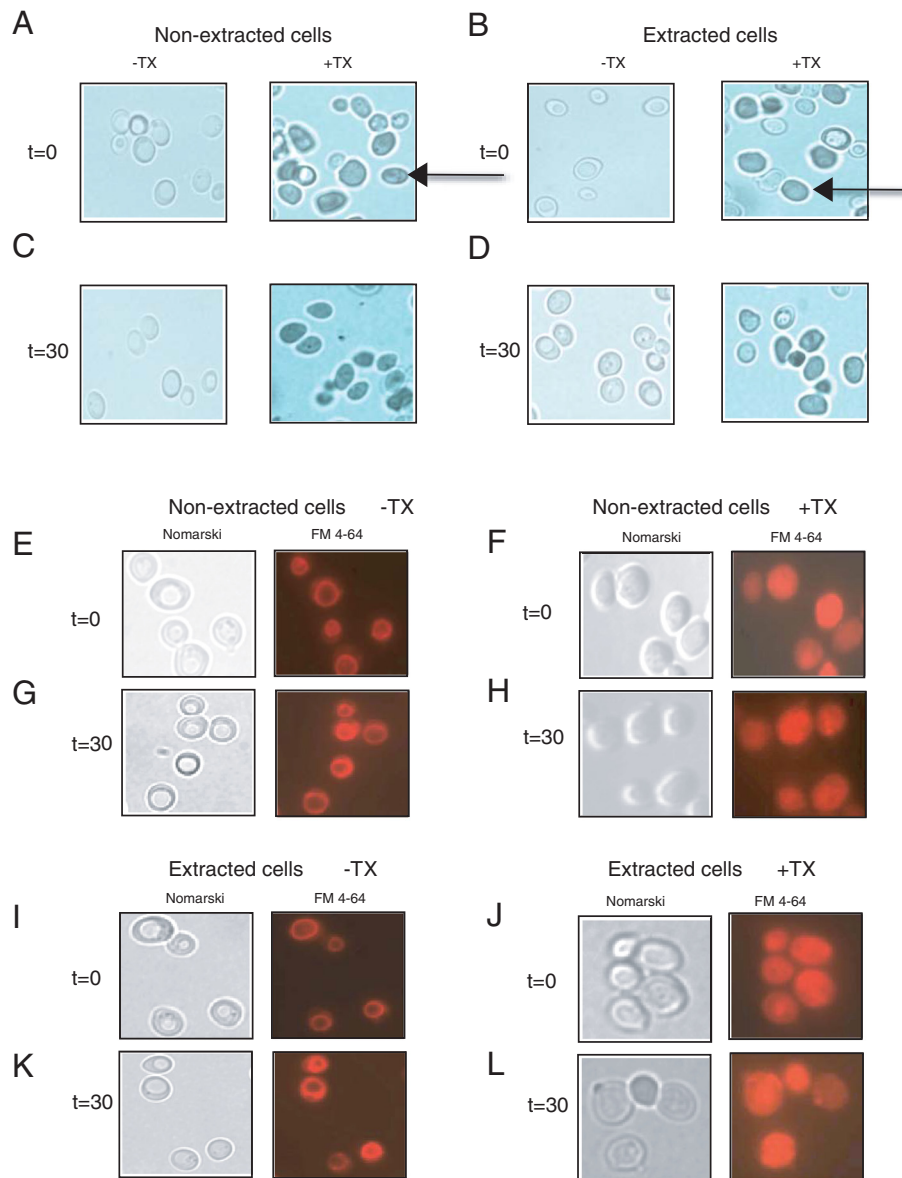 A
Non-extracted cells
-TX
+TX
t=0
B
Extracted cells
-TX
+TX
t=0
C
t=30
D
t=30
Non-extracted cells -TX
E
Nomarski
FM 4-64
t=0
G
t=30
Non-extracted cells +TX
F
Nomarski
FM 4-64
t=0
H
t=30
Extracted cells -TX
I
Nomarski
FM 4-64
t=0
K
t=30
Extracted cells +TX
J
Nomarski
FM 4-64
t=0
L
t=30